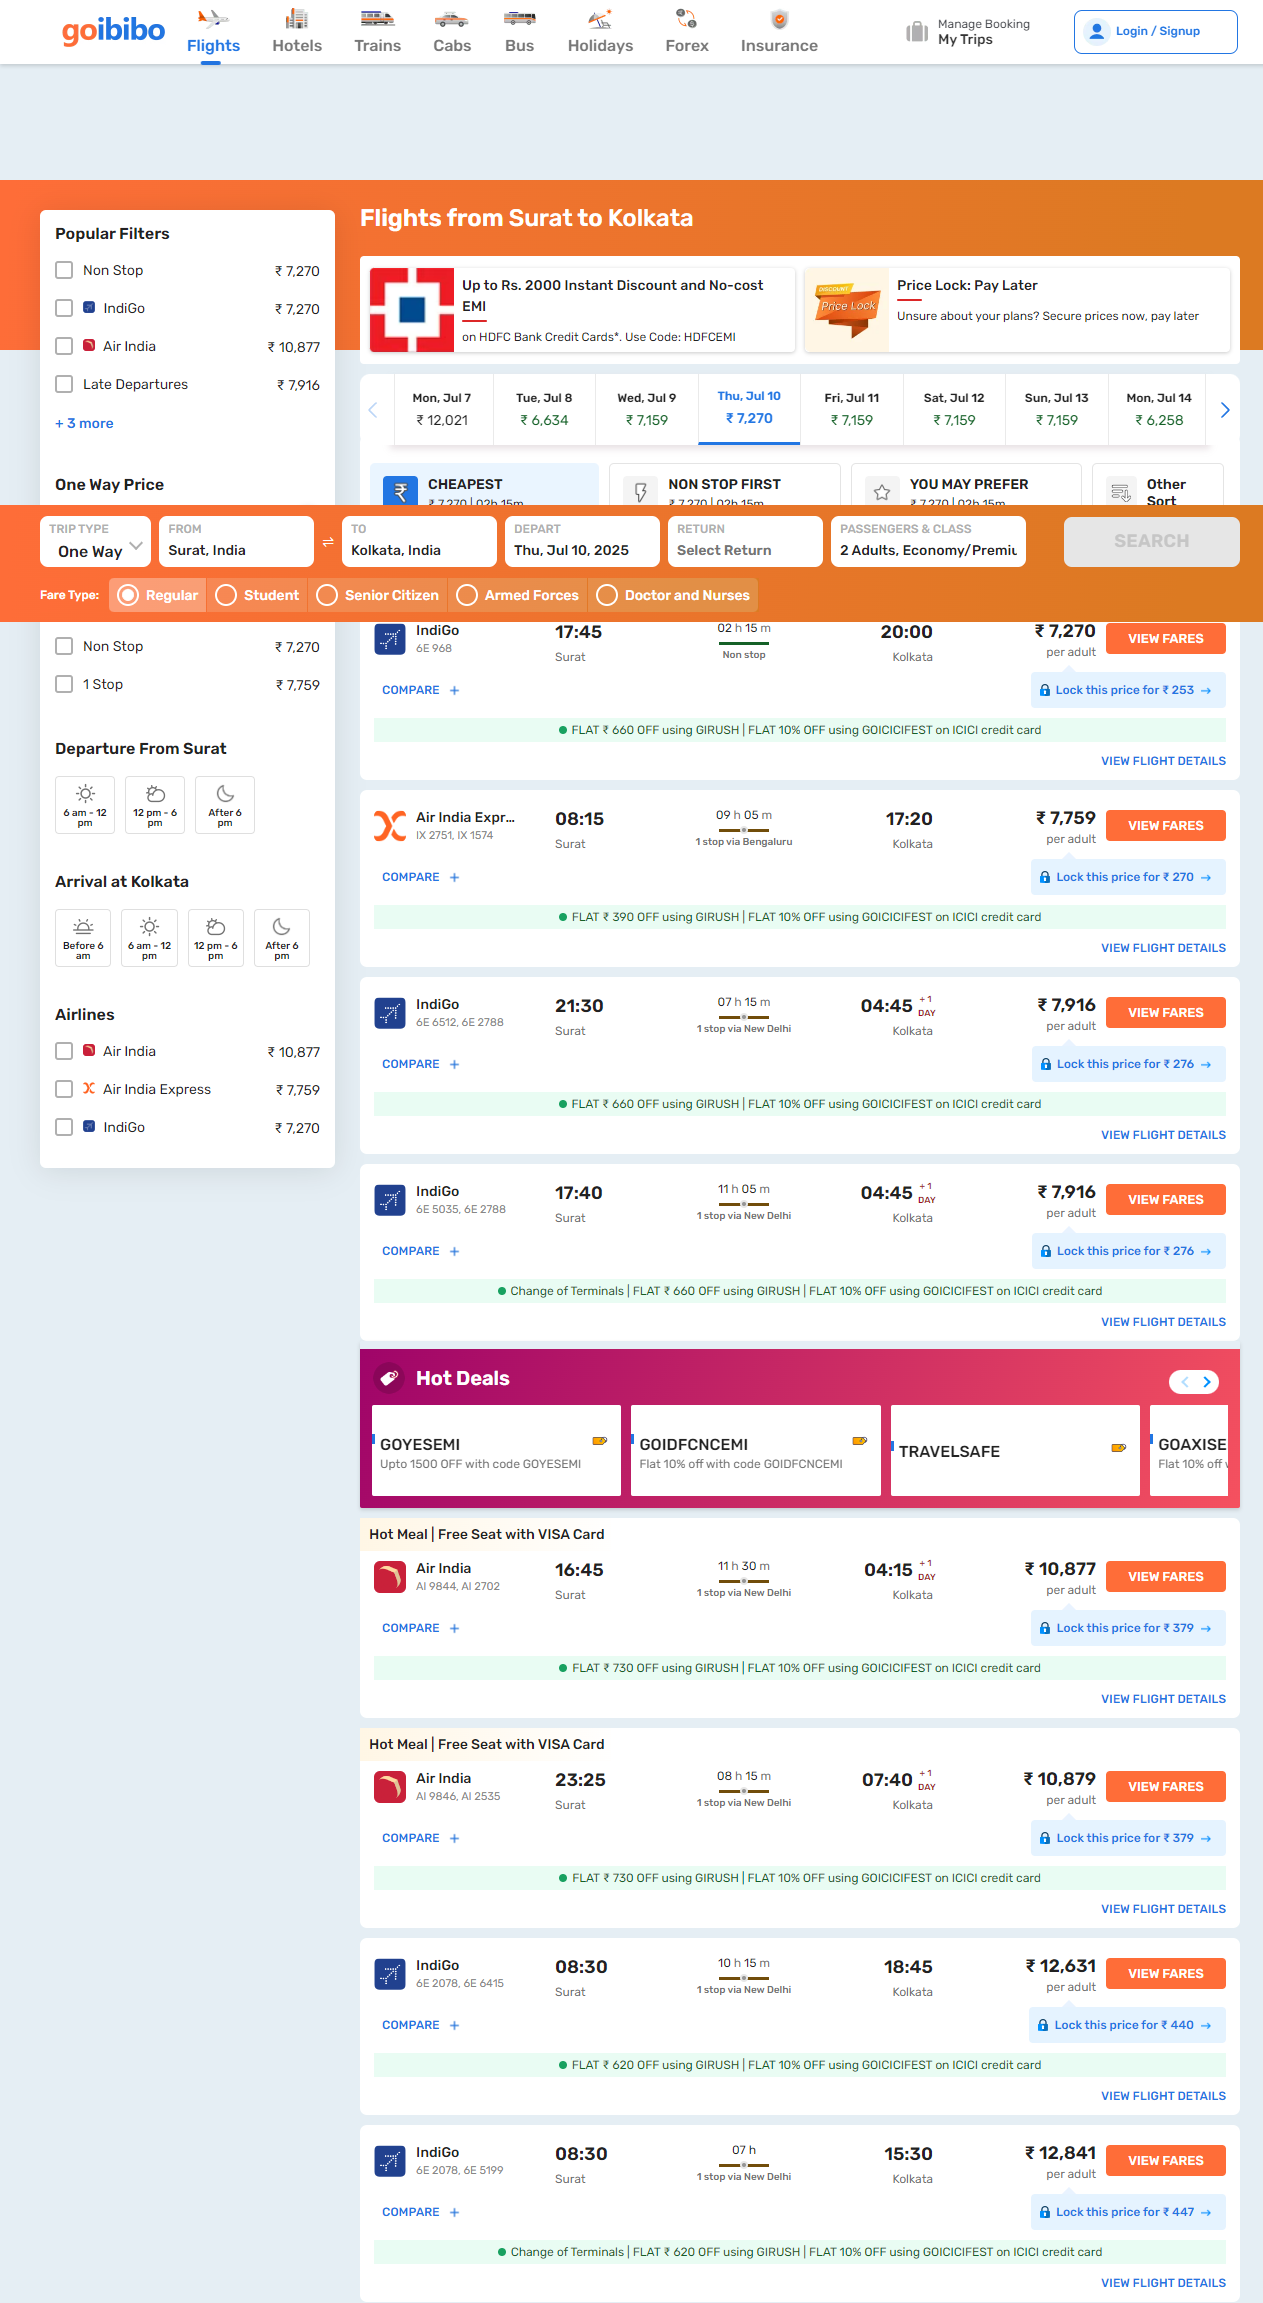 goibibo
Flights
Hotels
Trains
Cabs
Bus
Holidays
Forex
Insurance
Manage Booking
My Trips
Login / Signup
Flights from Surat to Kolkata
Popular Filters
Non Stop ₹ 7,270
IndiGo ₹ 7,270
Air India ₹ 10,877
Late Departures ₹ 7,916
+ 3 more
One Way Price
Up to Rs. 2000 Instant Discount and No-cost
EMI
on HDFC Bank Credit Cards*. Use Code: HDFCEMI
DISCOUNT
Price Lock
Price Lock: Pay Later
Unsure about your plans? Secure prices now, pay later
Mon, Jul 7
₹ 12,021
Tue, Jul 8
₹ 6,634
Wed, Jul 9
₹ 7,159
Thu, Jul 10
₹ 7,270
Fri, Jul 11
₹ 7,159
Sat, Jul 12
₹ 7,159
Sun, Jul 13
₹ 7,159
Mon, Jul 14
₹ 6,258
CHEAPEST
₹ 7,270 | 02h 15m
NON STOP FIRST
₹ 7,270 | 02h 15m
YOU MAY PREFER
₹ 7,270 | 02h 15m
Other
Sort
TRIP TYPE
One Way
FROM
Surat, India
TO
Kolkata, India
DEPART
Thu, Jul 10, 2025
RETURN
Select Return
PASSENGERS & CLASS
2 Adults, Economy/Premiu
SEARCH
Fare Type:
Regular
Student
Senior Citizen
Armed Forces
Doctor and Nurses
Non Stop ₹ 7,270
1 Stop ₹ 7,759
Departure From Surat
6 am - 12
pm
12 pm - 6
pm
After 6
pm
Arrival at Kolkata
Before 6
am
6 am - 12
pm
12 pm - 6
pm
After 6
pm
Airlines
Air India ₹ 10,877
Air India Express ₹ 7,759
IndiGo ₹ 7,270
IndiGo
6E 968
17:45
Surat
02 h 15 m
Non stop
20:00
Kolkata
₹ 7,270
per adult
VIEW FARES
COMPARE +
Lock this price for ₹ 253 →
FLAT ₹ 660 OFF using GIRUSH | FLAT 10% OFF using GOICICIFEST on ICICI credit card
VIEW FLIGHT DETAILS
Air India Expr...
IX 2751, IX 1574
08:15
Surat
09 h 05 m
1 stop via Bengaluru
17:20
Kolkata
₹ 7,759
per adult
VIEW FARES
COMPARE +
Lock this price for ₹ 270 →
FLAT ₹ 390 OFF using GIRUSH | FLAT 10% OFF using GOICICIFEST on ICICI credit card
VIEW FLIGHT DETAILS
IndiGo
6E 6512, 6E 2788
21:30
Surat
07 h 15 m
1 stop via New Delhi
04:45
+ 1
DAY
Kolkata
₹ 7,916
per adult
VIEW FARES
COMPARE +
Lock this price for ₹ 276 →
FLAT ₹ 660 OFF using GIRUSH | FLAT 10% OFF using GOICICIFEST on ICICI credit card
VIEW FLIGHT DETAILS
IndiGo
6E 5035, 6E 2788
17:40
Surat
11 h 05 m
1 stop via New Delhi
04:45
+ 1
DAY
Kolkata
₹ 7,916
per adult
VIEW FARES
COMPARE +
Lock this price for ₹ 276 →
Change of Terminals | FLAT ₹ 660 OFF using GIRUSH | FLAT 10% OFF using GOICICIFEST on ICICI credit card
VIEW FLIGHT DETAILS
Hot Deals
GOYESEMI
Upto 1500 OFF with code GOYESEMI
GOIDFCNCEMI
Flat 10% off with code GOIDFCNCEMI
TRAVELSAFE
GOAXISE
Flat 10% off w
Hot Meal | Free Seat with VISA Card
Air India
AI 9844, AI 2702
16:45
Surat
11 h 30 m
1 stop via New Delhi
04:15
+ 1
DAY
Kolkata
₹ 10,877
per adult
VIEW FARES
COMPARE +
Lock this price for ₹ 379 →
FLAT ₹ 730 OFF using GIRUSH | FLAT 10% OFF using GOICICIFEST on ICICI credit card
VIEW FLIGHT DETAILS
Hot Meal | Free Seat with VISA Card
Air India
AI 9846, AI 2535
23:25
Surat
08 h 15 m
1 stop via New Delhi
07:40
+ 1
DAY
Kolkata
₹ 10,879
per adult
VIEW FARES
COMPARE +
Lock this price for ₹ 379 →
FLAT ₹ 730 OFF using GIRUSH | FLAT 10% OFF using GOICICIFEST on ICICI credit card
VIEW FLIGHT DETAILS
IndiGo
6E 2078, 6E 6415
08:30
Surat
10 h 15 m
1 stop via New Delhi
18:45
Kolkata
₹ 12,631
per adult
VIEW FARES
COMPARE +
Lock this price for ₹ 440 →
FLAT ₹ 620 OFF using GIRUSH | FLAT 10% OFF using GOICICIFEST on ICICI credit card
VIEW FLIGHT DETAILS
IndiGo
6E 2078, 6E 5199
08:30
Surat
07 h
1 stop via New Delhi
15:30
Kolkata
₹ 12,841
per adult
VIEW FARES
COMPARE +
Lock this price for ₹ 447 →
Change of Terminals | FLAT ₹ 620 OFF using GIRUSH | FLAT 10% OFF using GOICICIFEST on ICICI credit card
VIEW FLIGHT DETAILS